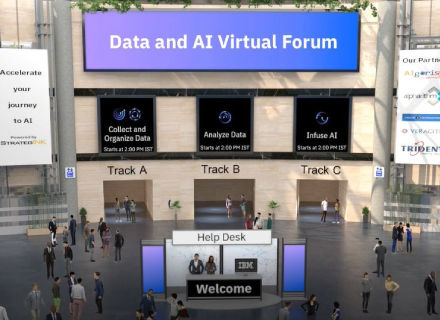 Data and AI Virtual Forum
Accelerate
your
journey
to AI
Powered by
STRATEGINK
Our Partn
Collect and
Organize Data
Starts at 2:00 PM IST
Analyze Data
Starts at 2:00 PM IST
Infuse AI
Starts at 2:00 PM IST
VERACITI
TRIDENT
Track A
Track B
Track C
Help Desk
IBM
Welcome